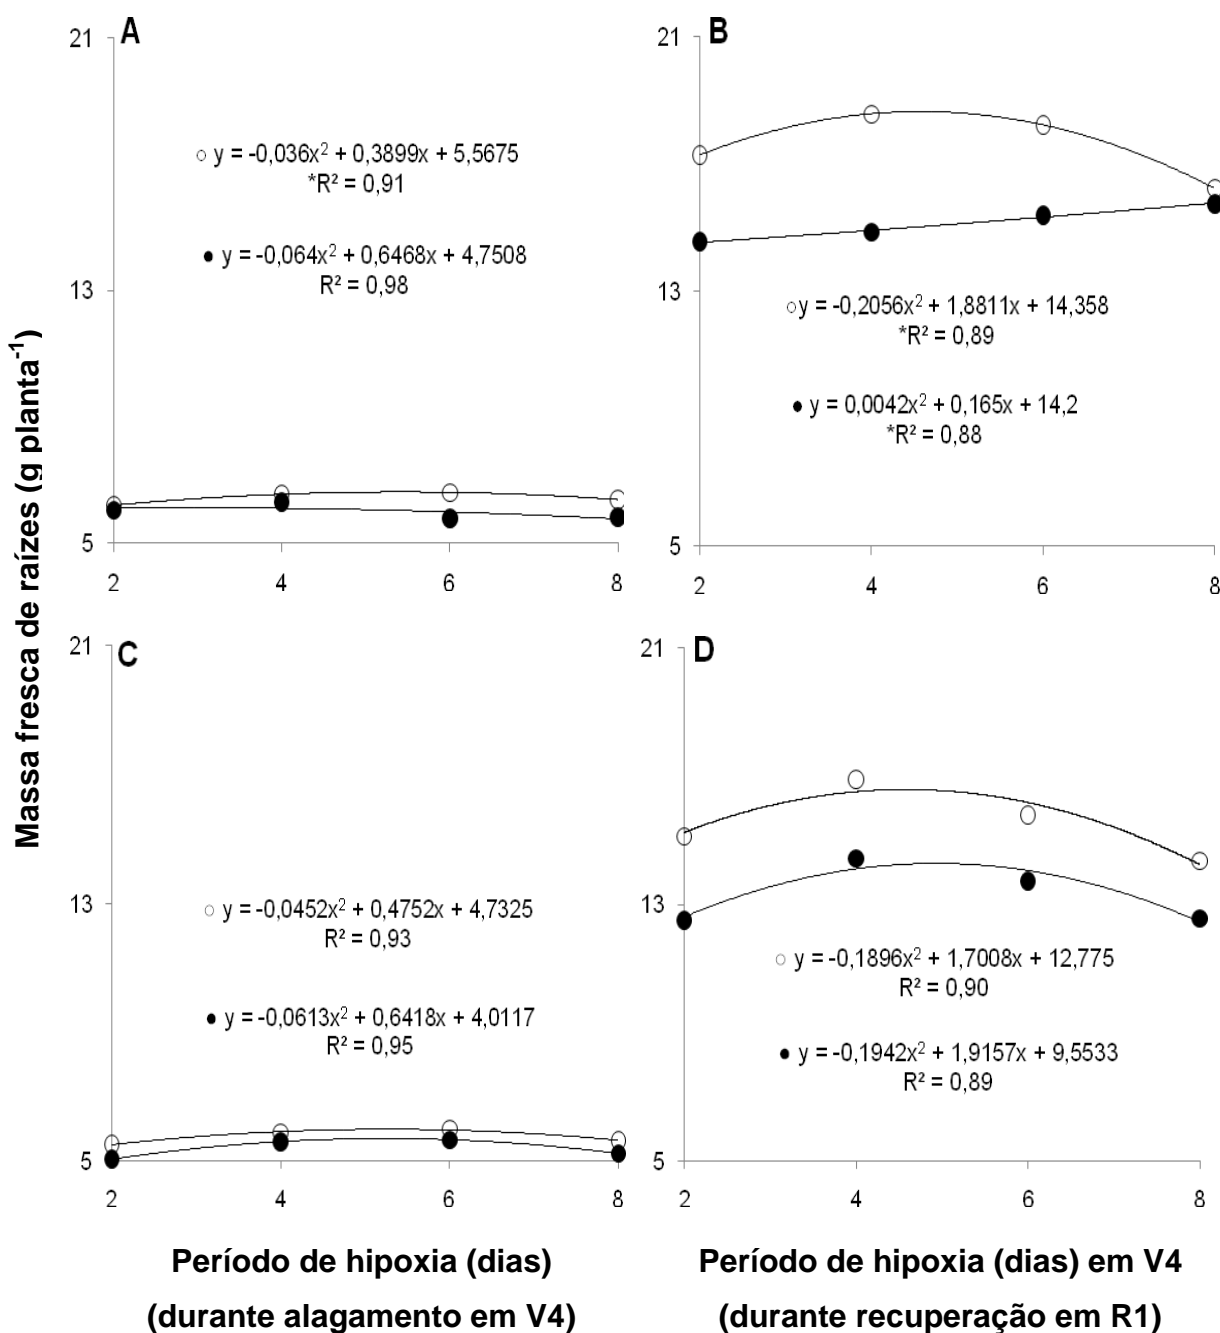 Massa fresca de raízes (g planta⁻¹)
A
21
13
5
2 4 6 8
○ y = -0,036x² + 0,3899x + 5,5675
*R² = 0,91
● y = -0,064x² + 0,6468x + 4,7508
R² = 0,98
B
21
13
5
2 4 6 8
○ y = -0,2056x² + 1,8811x + 14,358
*R² = 0,89
● y = 0,0042x² + 0,165x + 14,2
*R² = 0,88
C
21
13
5
2 4 6 8
○ y = -0,0452x² + 0,4752x + 4,7325
R² = 0,93
● y = -0,0613x² + 0,6418x + 4,0117
R² = 0,95
D
21
13
5
2 4 6 8
○ y = -0,1896x² + 1,7008x + 12,775
R² = 0,90
● y = -0,1942x² + 1,9157x + 9,5533
R² = 0,89
Período de hipoxia (dias)
(durante alagamento em V4)
Período de hipoxia (dias) em V4
(durante recuperação em R1)